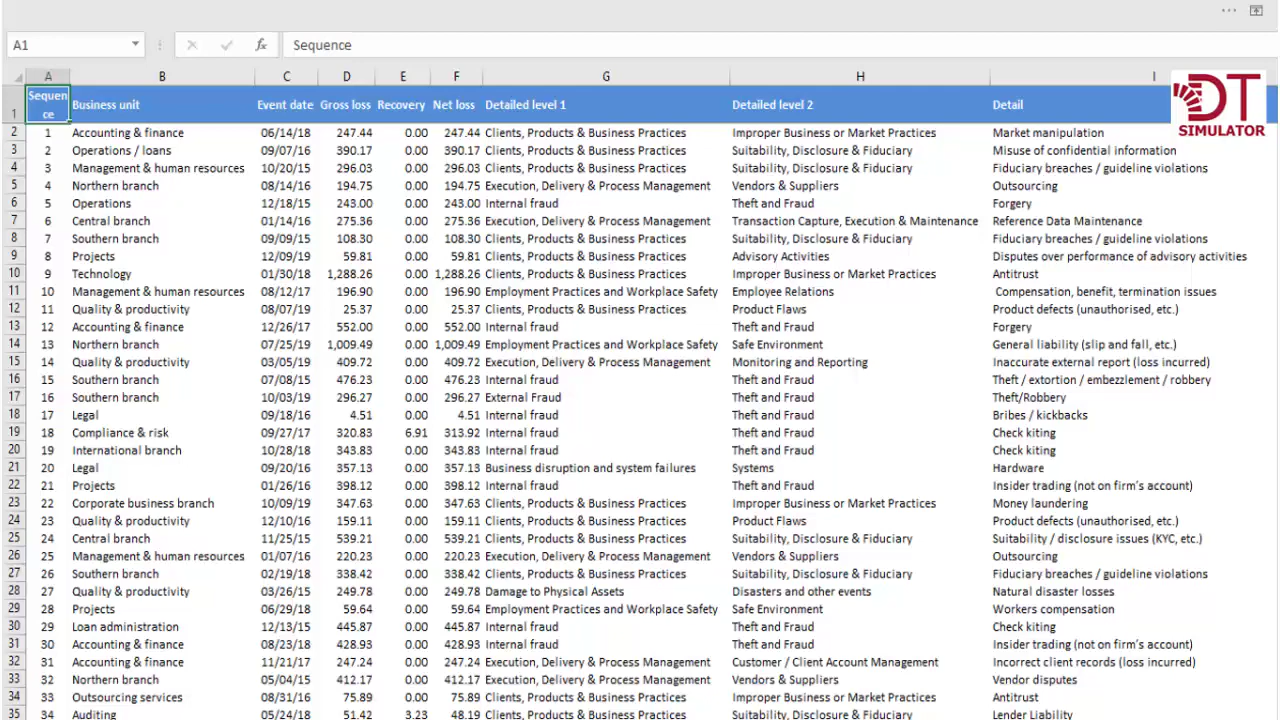 A1 fx Sequence
A B C D E F G H I
1 Sequence Business unit Event date Gross loss Recovery Net loss Detailed level 1 Detailed level 2 Detail
DT
SIMULATOR
2 1 Accounting & finance 06/14/18 247.44 0.00 247.44 Clients, Products & Business Practices Improper Business or Market Practices Market manipulation
3 2 Operations / loans 09/07/16 390.17 0.00 390.17 Clients, Products & Business Practices Suitability, Disclosure & Fiduciary Misuse of confidential information
4 3 Management & human resources 10/20/15 296.03 0.00 296.03 Clients, Products & Business Practices Suitability, Disclosure & Fiduciary Fiduciary breaches / guideline violations
5 4 Northern branch 08/14/16 194.75 0.00 194.75 Execution, Delivery & Process Management Vendors & Suppliers Outsourcing
6 5 Operations 12/18/15 243.00 0.00 243.00 Internal fraud Theft and Fraud Forgery
7 6 Central branch 01/14/16 275.36 0.00 275.36 Execution, Delivery & Process Management Transaction Capture, Execution & Maintenance Reference Data Maintenance
8 7 Southern branch 09/09/15 108.30 0.00 108.30 Clients, Products & Business Practices Suitability, Disclosure & Fiduciary Fiduciary breaches / guideline violations
9 8 Projects 12/09/19 59.81 0.00 59.81 Clients, Products & Business Practices Advisory Activities Disputes over performance of advisory activities
10 9 Technology 01/30/18 1,288.26 0.00 1,288.26 Clients, Products & Business Practices Improper Business or Market Practices Antitrust
11 10 Management & human resources 08/12/17 196.90 0.00 196.90 Employment Practices and Workplace Safety Employee Relations Compensation, benefit, termination issues
12 11 Quality & productivity 08/07/19 25.37 0.00 25.37 Clients, Products & Business Practices Product Flaws Product defects (unauthorised, etc.)
13 12 Accounting & finance 12/26/17 552.00 0.00 552.00 Internal fraud Theft and Fraud Forgery
14 13 Northern branch 07/25/19 1,009.49 0.00 1,009.49 Employment Practices and Workplace Safety Safe Environment General liability (slip and fall, etc.)
15 14 Quality & productivity 03/05/19 409.72 0.00 409.72 Execution, Delivery & Process Management Monitoring and Reporting Inaccurate external report (loss incurred)
16 15 Southern branch 07/08/15 476.23 0.00 476.23 Internal fraud Theft and Fraud Theft / extortion / embezzlement / robbery
17 16 Southern branch 10/03/19 296.27 0.00 296.27 External Fraud Theft and Fraud Theft/Robbery
18 17 Legal 09/18/16 4.51 0.00 4.51 Internal fraud Theft and Fraud Bribes / kickbacks
19 18 Compliance & risk 09/27/17 320.83 6.91 313.92 Internal fraud Theft and Fraud Check kiting
20 19 International branch 10/28/18 343.83 0.00 343.83 Internal fraud Theft and Fraud Check kiting
21 20 Legal 09/20/16 357.13 0.00 357.13 Business disruption and system failures Systems Hardware
22 21 Projects 01/26/16 398.12 0.00 398.12 Internal fraud Theft and Fraud Insider trading (not on firm’s account)
23 22 Corporate business branch 10/09/19 347.63 0.00 347.63 Clients, Products & Business Practices Improper Business or Market Practices Money laundering
24 23 Quality & productivity 12/10/16 159.11 0.00 159.11 Clients, Products & Business Practices Product Flaws Product defects (unauthorised, etc.)
25 24 Central branch 11/25/15 539.21 0.00 539.21 Clients, Products & Business Practices Suitability, Disclosure & Fiduciary Suitability / disclosure issues (KYC, etc.)
26 25 Management & human resources 01/07/16 220.23 0.00 220.23 Execution, Delivery & Process Management Vendors & Suppliers Outsourcing
27 26 Southern branch 02/19/18 338.42 0.00 338.42 Clients, Products & Business Practices Suitability, Disclosure & Fiduciary Fiduciary breaches / guideline violations
28 27 Quality & productivity 03/26/15 249.78 0.00 249.78 Damage to Physical Assets Disasters and other events Natural disaster losses
29 28 Projects 06/29/18 59.64 0.00 59.64 Employment Practices and Workplace Safety Safe Environment Workers compensation
30 29 Loan administration 12/13/15 445.87 0.00 445.87 Internal fraud Theft and Fraud Check kiting
31 30 Accounting & finance 08/23/18 428.93 0.00 428.93 Internal fraud Theft and Fraud Insider trading (not on firm’s account)
32 31 Accounting & finance 11/21/17 247.24 0.00 247.24 Execution, Delivery & Process Management Customer / Client Account Management Incorrect client records (loss incurred)
33 32 Northern branch 05/04/15 412.17 0.00 412.17 Execution, Delivery & Process Management Vendors & Suppliers Vendor disputes
34 33 Outsourcing services 08/31/16 75.89 0.00 75.89 Clients, Products & Business Practices Improper Business or Market Practices Antitrust
35 34 Auditing 05/24/18 51.42 3.23 48.19 Clients, Products & Business Practices Suitability, Disclosure & Fiduciary Lender Liability